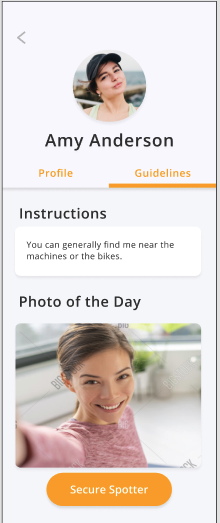 Amy Anderson
Profile
Guidelines
Instructions
You can generally find me near the
machines or the bikes.
Photo of the Day
Secure Spotter